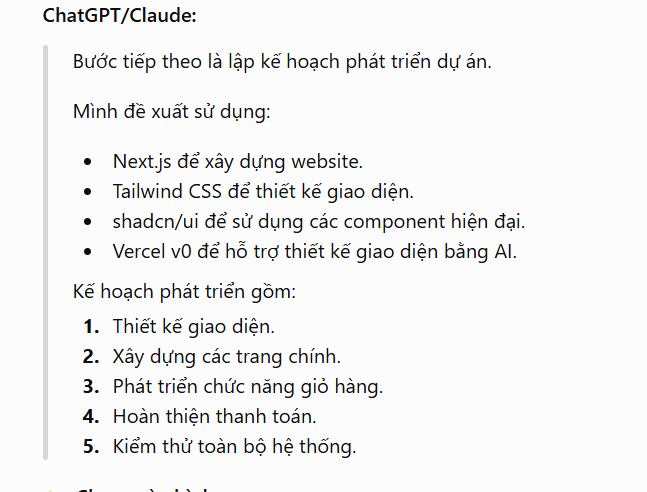 ChatGPT/Claude:
Bước tiếp theo là lập kế hoạch phát triển dự án.
Mình đề xuất sử dụng:
• Next.js để xây dựng website.
• Tailwind CSS để thiết kế giao diện.
• shadcn/ui để sử dụng các component hiện đại.
• Vercel v0 để hỗ trợ thiết kế giao diện bằng AI.
Kế hoạch phát triển gồm:
1. Thiết kế giao diện.
2. Xây dựng các trang chính.
3. Phát triển chức năng giỏ hàng.
4. Hoàn thiện thanh toán.
5. Kiểm thử toàn bộ hệ thống.